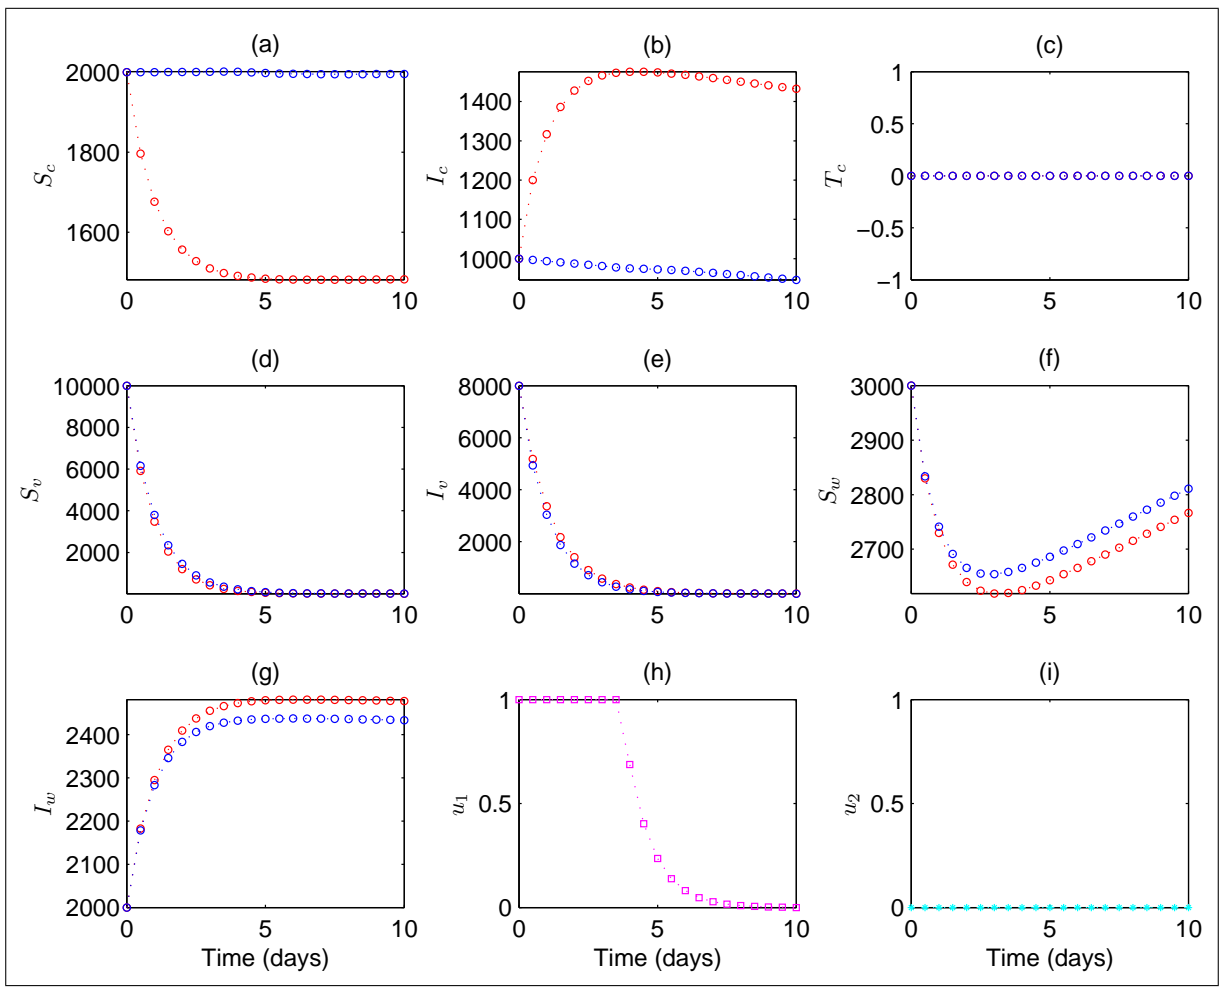 (a)
2000
1800
1600
S_c
0 5 10
(b)
1400
1300
1200
1100
1000
I_c
0 5 10
(c)
1
0.5
0
−0.5
−1
T_c
0 5 10
(d)
10000
8000
6000
4000
2000
S_v
0 5 10
(e)
8000
6000
4000
2000
I_v
0 5 10
(f)
3000
2900
2800
2700
S_w
0 5 10
(g)
2400
2300
2200
2100
2000
I_w
0 5 10
Time (days)
(h)
1
0.5
0
u_1
0 5 10
Time (days)
(i)
1
0.5
0
u_2
0 5 10
Time (days)